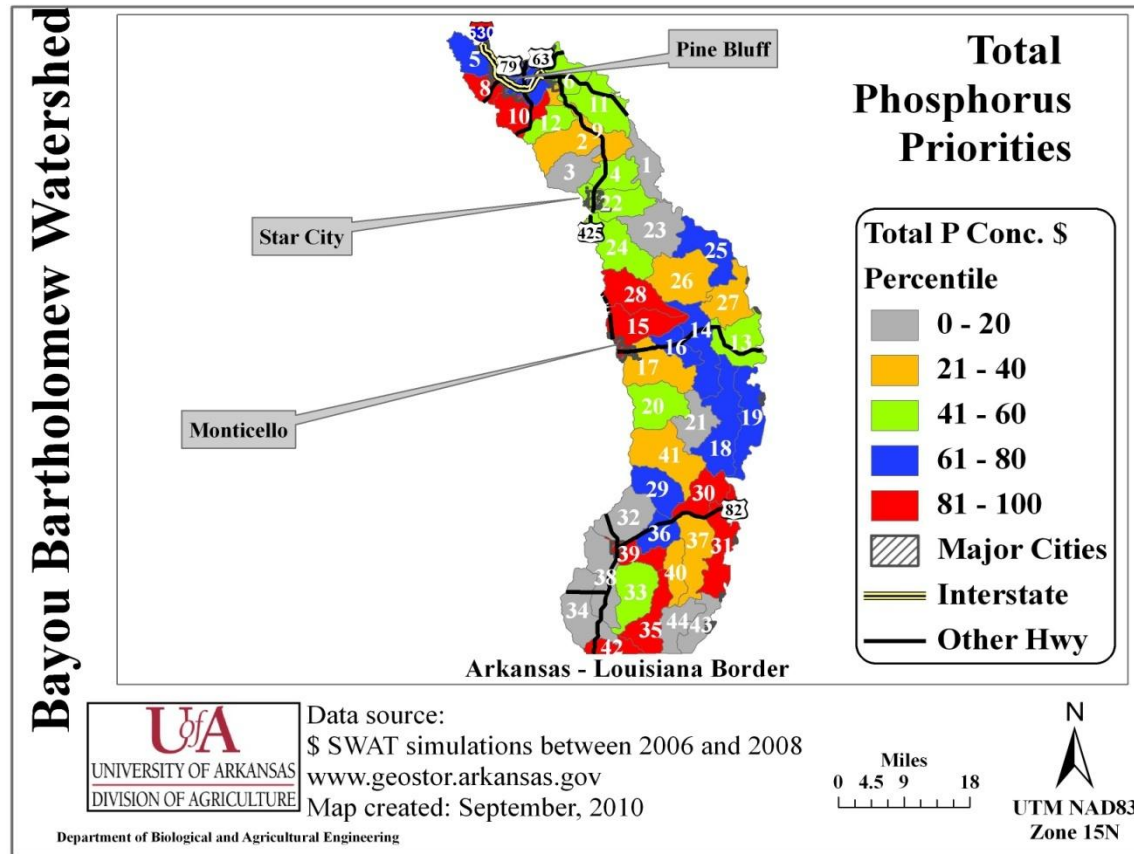 Bayou Bartholomew Watershed
Total
Phosphorus
Priorities
530
5
79
63
Pine Bluff
8
7
6
11
10
12
9
2
3
4
1
22
Star City
425
23
24
25
26
27
28
15
14
13
16
17
Monticello
20
21
19
18
41
29
30
82
32
36
37
31
39
38
33
40
34
35
44
43
42
Arkansas - Louisiana Border
Total P Conc. $
Percentile
0 - 20
21 - 40
41 - 60
61 - 80
81 - 100
Major Cities
Interstate
Other Hwy
UofA
UNIVERSITY OF ARKANSAS
DIVISION OF AGRICULTURE
Data source:
$ SWAT simulations between 2006 and 2008
www.geostor.arkansas.gov
Map created: September, 2010
Department of Biological and Agricultural Engineering
Miles
0 4.5 9 18
N
UTM NAD83
Zone 15N